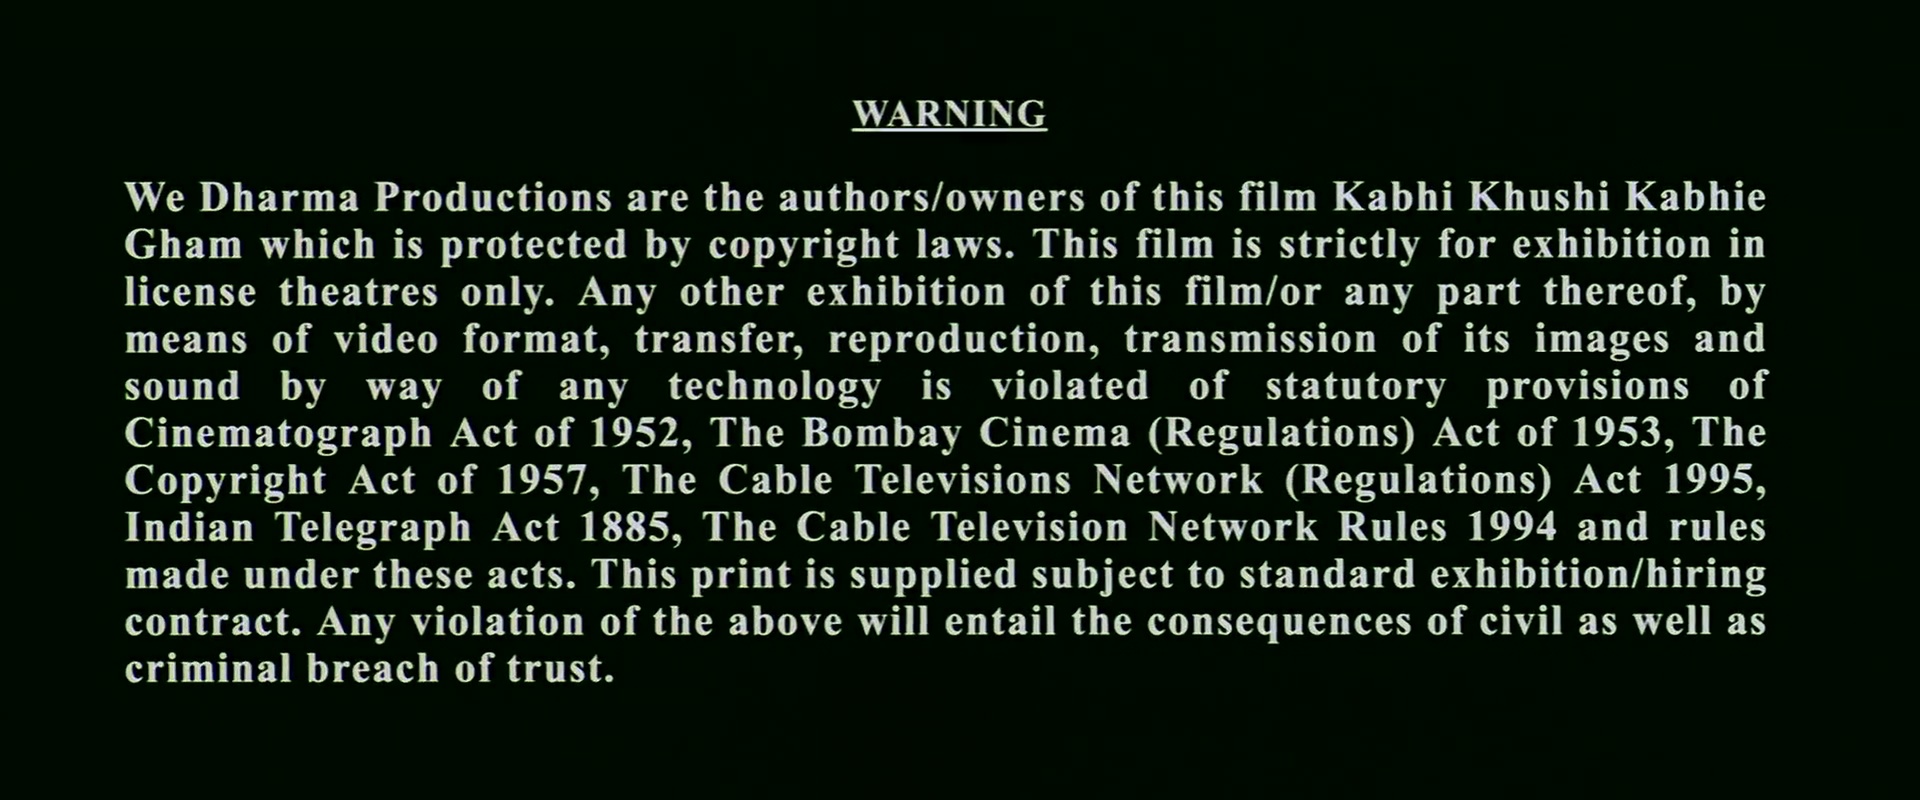 WARNING
We Dharma Productions are the authors/owners of this film Kabhi Khushi Kabhie
Gham which is protected by copyright laws. This film is strictly for exhibition in
license theatres only. Any other exhibition of this film/or any part thereof, by
means of video format, transfer, reproduction, transmission of its images and
sound by way of any technology is violated of statutory provisions of
Cinematograph Act of 1952, The Bombay Cinema (Regulations) Act of 1953, The
Copyright Act of 1957, The Cable Televisions Network (Regulations) Act 1995,
Indian Telegraph Act 1885, The Cable Television Network Rules 1994 and rules
made under these acts. This print is supplied subject to standard exhibition/hiring
contract. Any violation of the above will entail the consequences of civil as well as
criminal breach of trust.